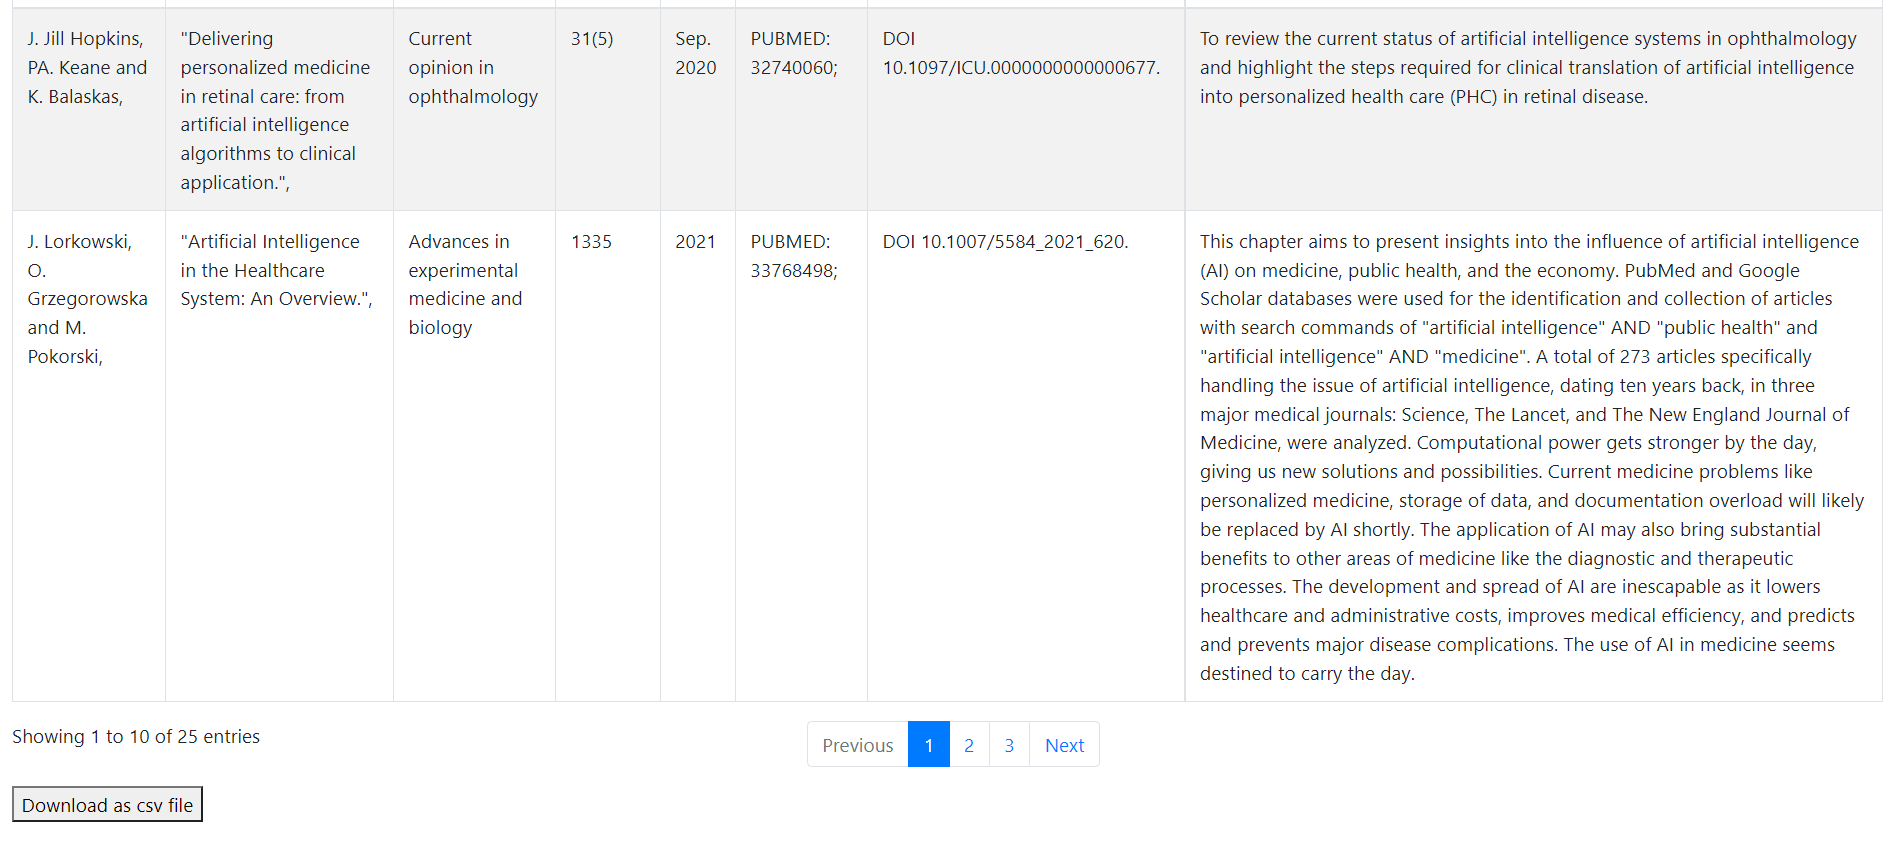 J. Jill Hopkins,
PA. Keane and
K. Balaskas,
"Delivering
personalized medicine
in retinal care: from
artificial intelligence
algorithms to clinical
application.",
Current
opinion in
ophthalmology
31(5)
Sep.
2020
PUBMED:
32740060;
DOI
10.1097/ICU.0000000000000677.
To review the current status of artificial intelligence systems in ophthalmology
and highlight the steps required for clinical translation of artificial intelligence
into personalized health care (PHC) in retinal disease.
J. Lorkowski,
O.
Grzegorowska
and M.
Pokorski,
"Artificial Intelligence
in the Healthcare
System: An Overview.",
Advances in
experimental
medicine and
biology
1335
2021
PUBMED:
33768498;
DOI 10.1007/5584_2021_620.
This chapter aims to present insights into the influence of artificial intelligence
(AI) on medicine, public health, and the economy. PubMed and Google
Scholar databases were used for the identification and collection of articles
with search commands of "artificial intelligence" AND "public health" and
"artificial intelligence" AND "medicine". A total of 273 articles specifically
handling the issue of artificial intelligence, dating ten years back, in three
major medical journals: Science, The Lancet, and The New England Journal of
Medicine, were analyzed. Computational power gets stronger by the day,
giving us new solutions and possibilities. Current medicine problems like
personalized medicine, storage of data, and documentation overload will likely
be replaced by AI shortly. The application of AI may also bring substantial
benefits to other areas of medicine like the diagnostic and therapeutic
processes. The development and spread of AI are inescapable as it lowers
healthcare and administrative costs, improves medical efficiency, and predicts
and prevents major disease complications. The use of AI in medicine seems
destined to carry the day.
Showing 1 to 10 of 25 entries
Previous 1 2 3 Next
Download as csv file